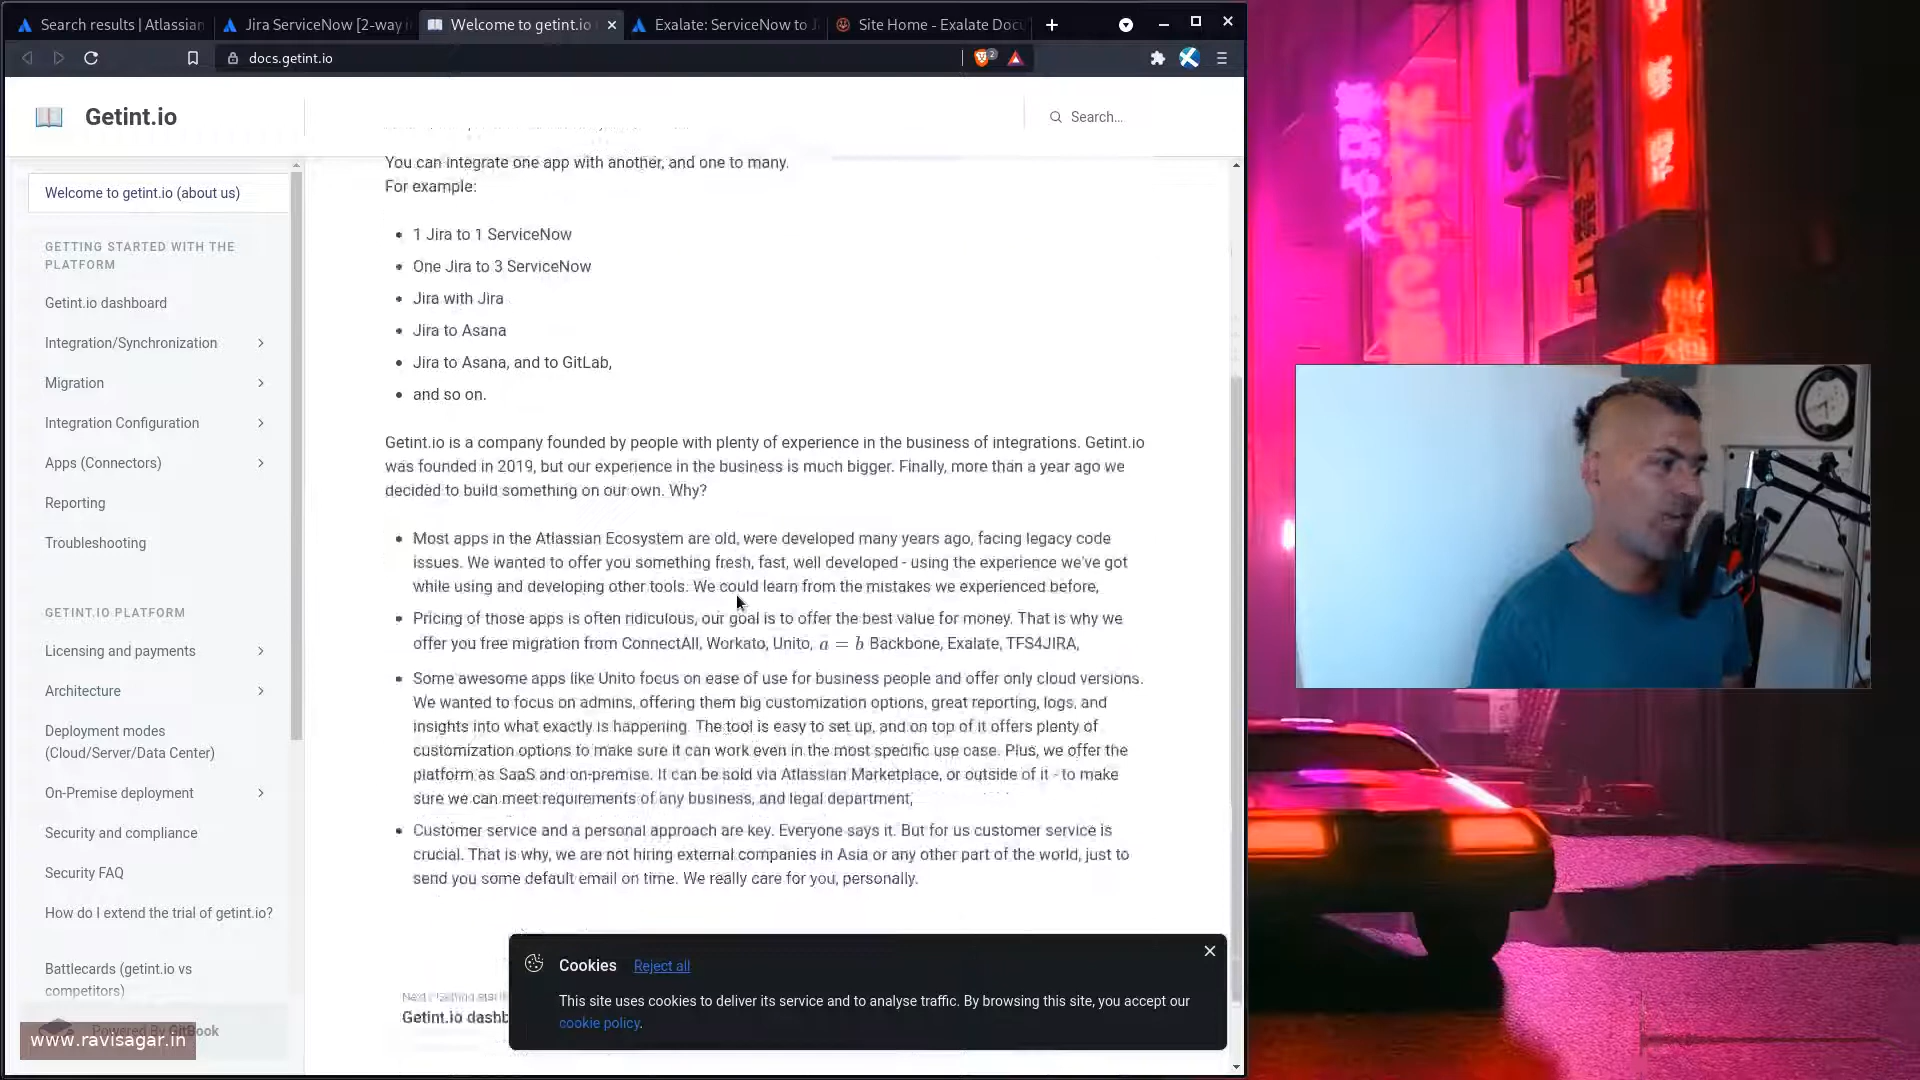 Search results | Atlassian
Jira ServiceNow [2-way i
Welcome to getint.io
Exalate: ServiceNow to J
Site Home - Exalate Docu
docs.getint.io
2
Getint.io
Search...
Welcome to getint.io (about us)
GETTING STARTED WITH THE
PLATFORM
Getint.io dashboard
Integration/Synchronization
Migration
Integration Configuration
Apps (Connectors)
Reporting
Troubleshooting
GETINT.IO PLATFORM
Licensing and payments
Architecture
Deployment modes
(Cloud/Server/Data Center)
On-Premise deployment
Security and compliance
Security FAQ
How do I extend the trial of getint.io?
Battlecards (getint.io vs
competitors)
Powered By GitBook
www.ravisagar.in
You can integrate one app with another, and one to many.
For example:
1 Jira to 1 ServiceNow
One Jira to 3 ServiceNow
Jira with Jira
Jira to Asana
Jira to Asana, and to GitLab,
and so on.
Getint.io is a company founded by people with plenty of experience in the business of integrations. Getint.io
was founded in 2019, but our experience in the business is much bigger. Finally, more than a year ago we
decided to build something on our own. Why?
Most apps in the Atlassian Ecosystem are old, were developed many years ago, facing legacy code
issues. We wanted to offer you something fresh, fast, well developed - using the experience we've got
while using and developing other tools. We could learn from the mistakes we experienced before,
Pricing of those apps is often ridiculous, our goal is to offer the best value for money. That is why we
offer you free migration from ConnectAll, Workato, Unito, a = b Backbone, Exalate, TFS4JIRA,
Some awesome apps like Unito focus on ease of use for business people and offer only cloud versions.
We wanted to focus on admins, offering them big customization options, great reporting, logs, and
insights into what exactly is happening. The tool is easy to set up, and on top of it offers plenty of
customization options to make sure it can work even in the most specific use case. Plus, we offer the
platform as SaaS and on-premise. It can be sold via Atlassian Marketplace, or outside of it - to make
sure we can meet requirements of any business, and legal department,
Customer service and a personal approach are key. Everyone says it. But for us customer service is
crucial. That is why, we are not hiring external companies in Asia or any other part of the world, just to
send you some default email on time. We really care for you, personally.
Getint.io dashb
Cookies Reject all
This site uses cookies to deliver its service and to analyse traffic. By browsing this site, you accept our
cookie policy.